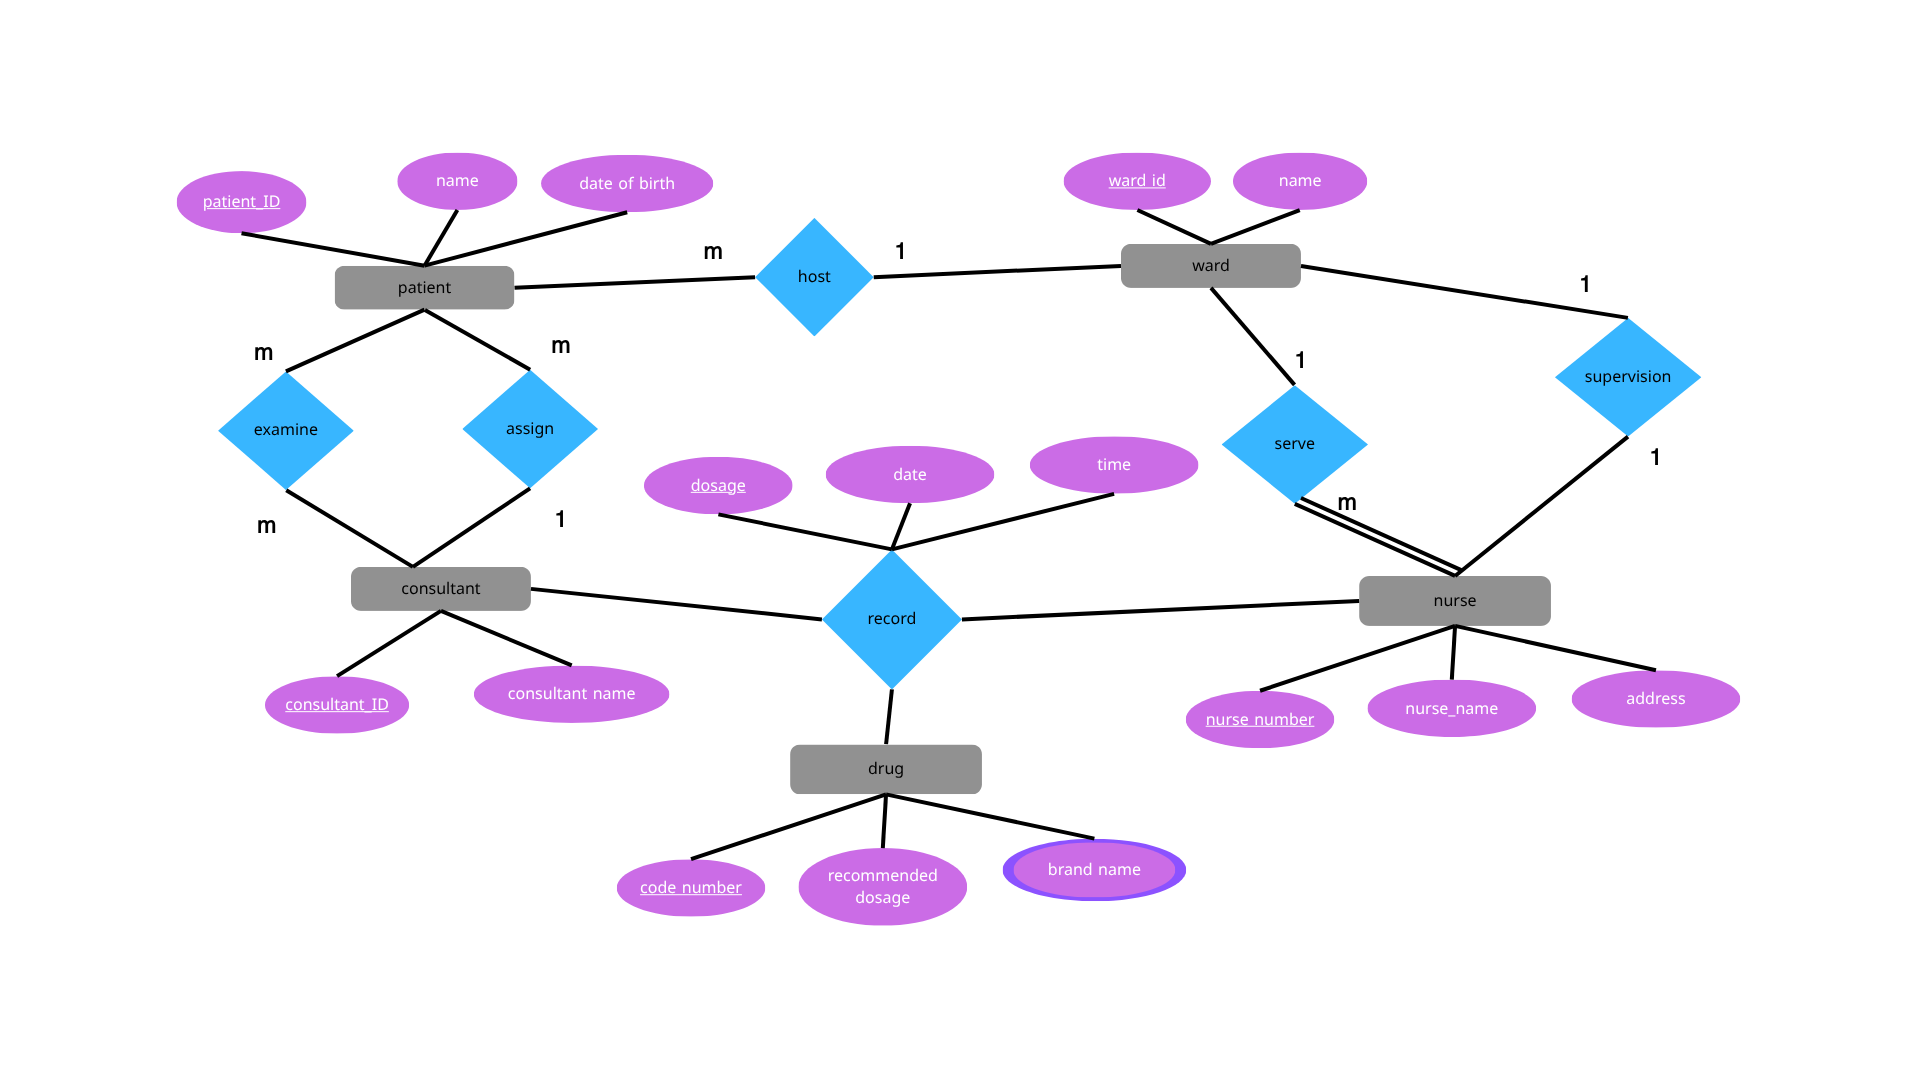 patient_ID
name
date of birth
ward id
name
m
1
host
ward
patient
1
m
m
1
supervision
examine
assign
serve
1
dosage
date
time
m
m
1
consultant
record
nurse
consultant_ID
consultant name
nurse number
nurse_name
address
drug
code number
recommended
dosage
brand name